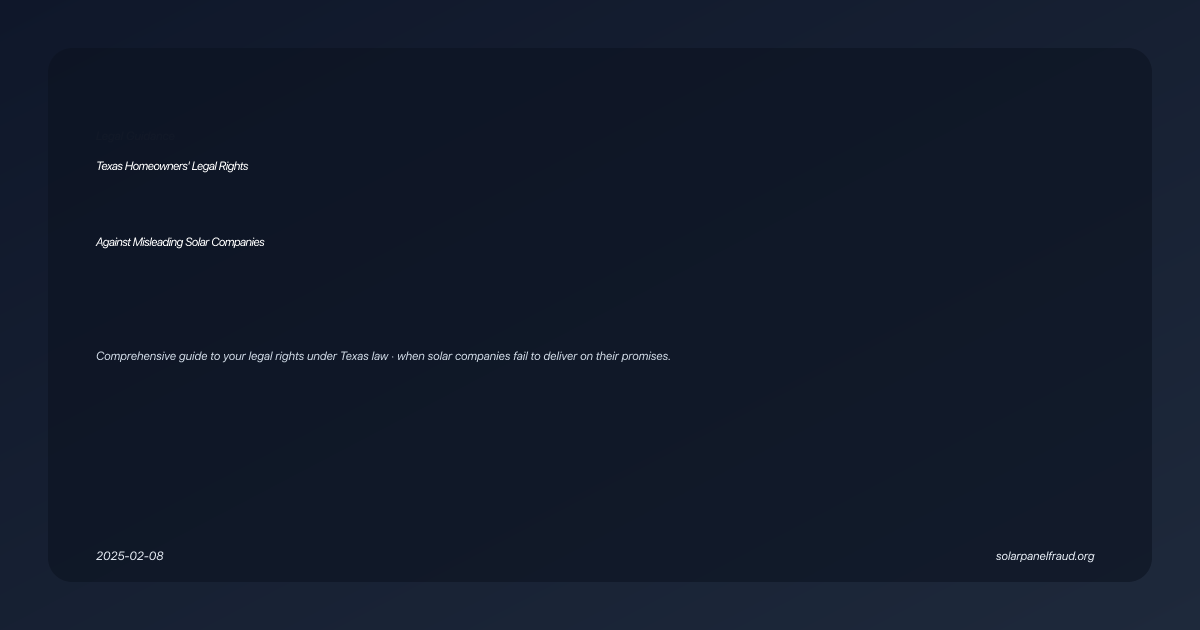 Texas Homeowners' Legal Rights
Against Misleading Solar Companies
Comprehensive guide to your legal rights under Texas law · when solar companies fail to deliver on their promises.
2025-02-08
solarpanelfraud.org